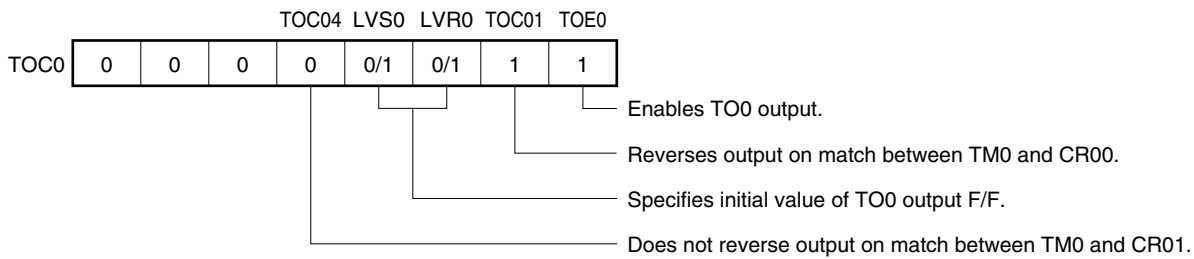 TOC04 LVS0 LVR0 TOC01 TOE0
TOC0 0 0 0 0 0/1 0/1 1 1
Enables TO0 output.
Reverses output on match between TM0 and CR00.
Specifies initial value of TO0 output F/F.
Does not reverse output on match between TM0 and CR01.